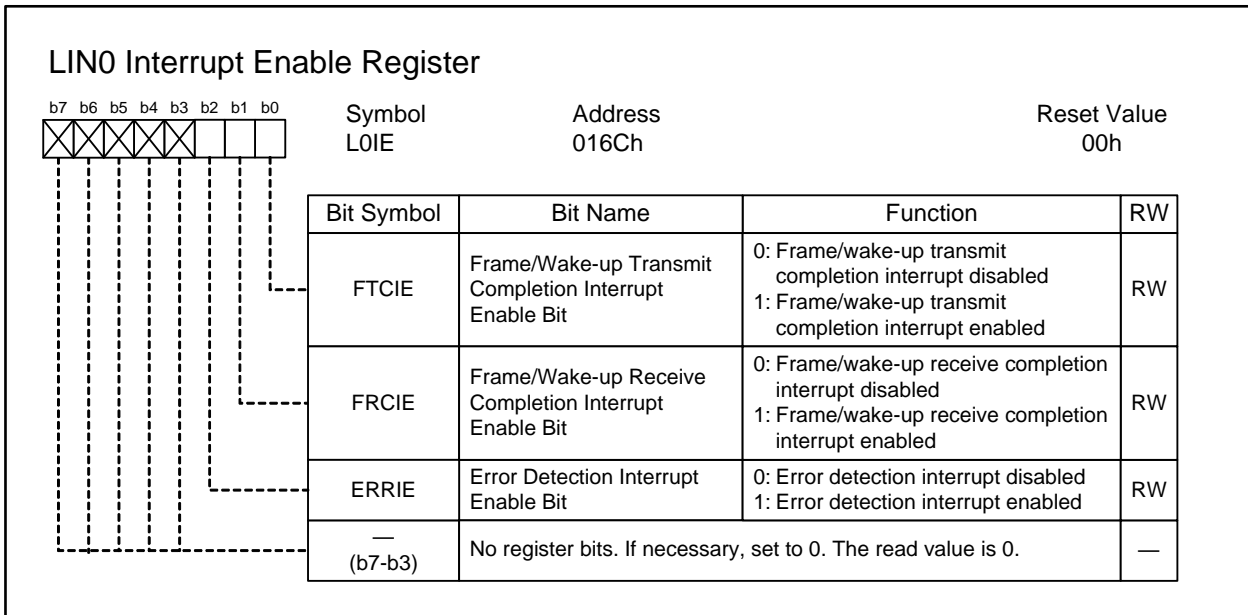 LIN0 Interrupt Enable Register
b7 b6 b5 b4 b3 b2 b1 b0
Symbol Address Reset Value
L0IE 016Ch 00h
Bit Symbol Bit Name Function RW
FTCIE
Frame/Wake-up Transmit
Completion Interrupt
Enable Bit
0: Frame/wake-up transmit
completion interrupt disabled
1: Frame/wake-up transmit
completion interrupt enabled
RW
FRCIE
Frame/Wake-up Receive
Completion Interrupt
Enable Bit
0: Frame/wake-up receive completion
interrupt disabled
1: Frame/wake-up receive completion
interrupt enabled
RW
ERRIE
Error Detection Interrupt
Enable Bit
0: Error detection interrupt disabled
1: Error detection interrupt enabled
RW
—
(b7-b3)
No register bits. If necessary, set to 0. The read value is 0.
—